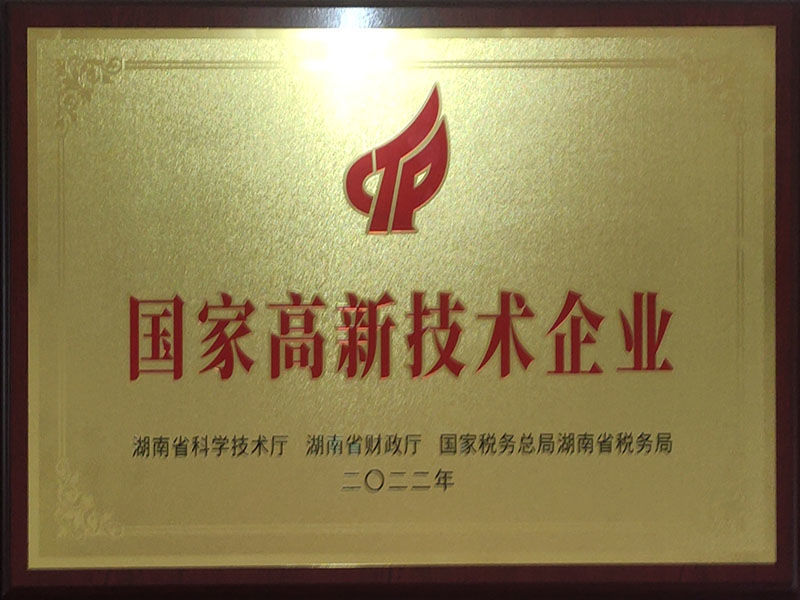 CTP
国家高新技术企业
湖南省科学技术厅 湖南省财政厅 国家税务总局湖南省税务局
二〇二二年